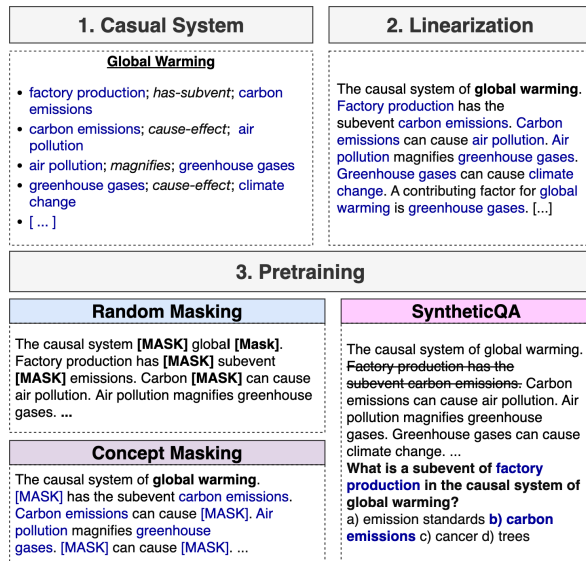 1. Casual System
Global Warming
• factory production; has-subvent; carbon
emissions
• carbon emissions; cause-effect; air
pollution
• air pollution; magnifies; greenhouse gases
• greenhouse gases; cause-effect; climate
change
• [ ... ]
2. Linearization
The causal system of global warming.
Factory production has the
subevent carbon emissions. Carbon
emissions can cause air pollution. Air
pollution magnifies greenhouse gases.
Greenhouse gases can cause climate
change. A contributing factor for global
warming is greenhouse gases. [...]
3. Pretraining
Random Masking
The causal system [MASK] global [Mask].
Factory production has [MASK] subevent
[MASK] emissions. Carbon [MASK] can cause
air pollution. Air pollution magnifies greenhouse
gases. ...
Concept Masking
The causal system of global warming.
[MASK] has the subevent carbon emissions.
Carbon emissions can cause [MASK]. Air
pollution magnifies greenhouse
gases. [MASK] can cause [MASK]. ...
SyntheticQA
The causal system of global warming.
Factory production has the
subevent carbon emissions. Carbon
emissions can cause air pollution. Air
pollution magnifies greenhouse
gases. Greenhouse gases can cause
climate change. ...
What is a subevent of factory
production in the causal system of
global warming?
a) emission standards b) carbon
emissions c) cancer d) trees